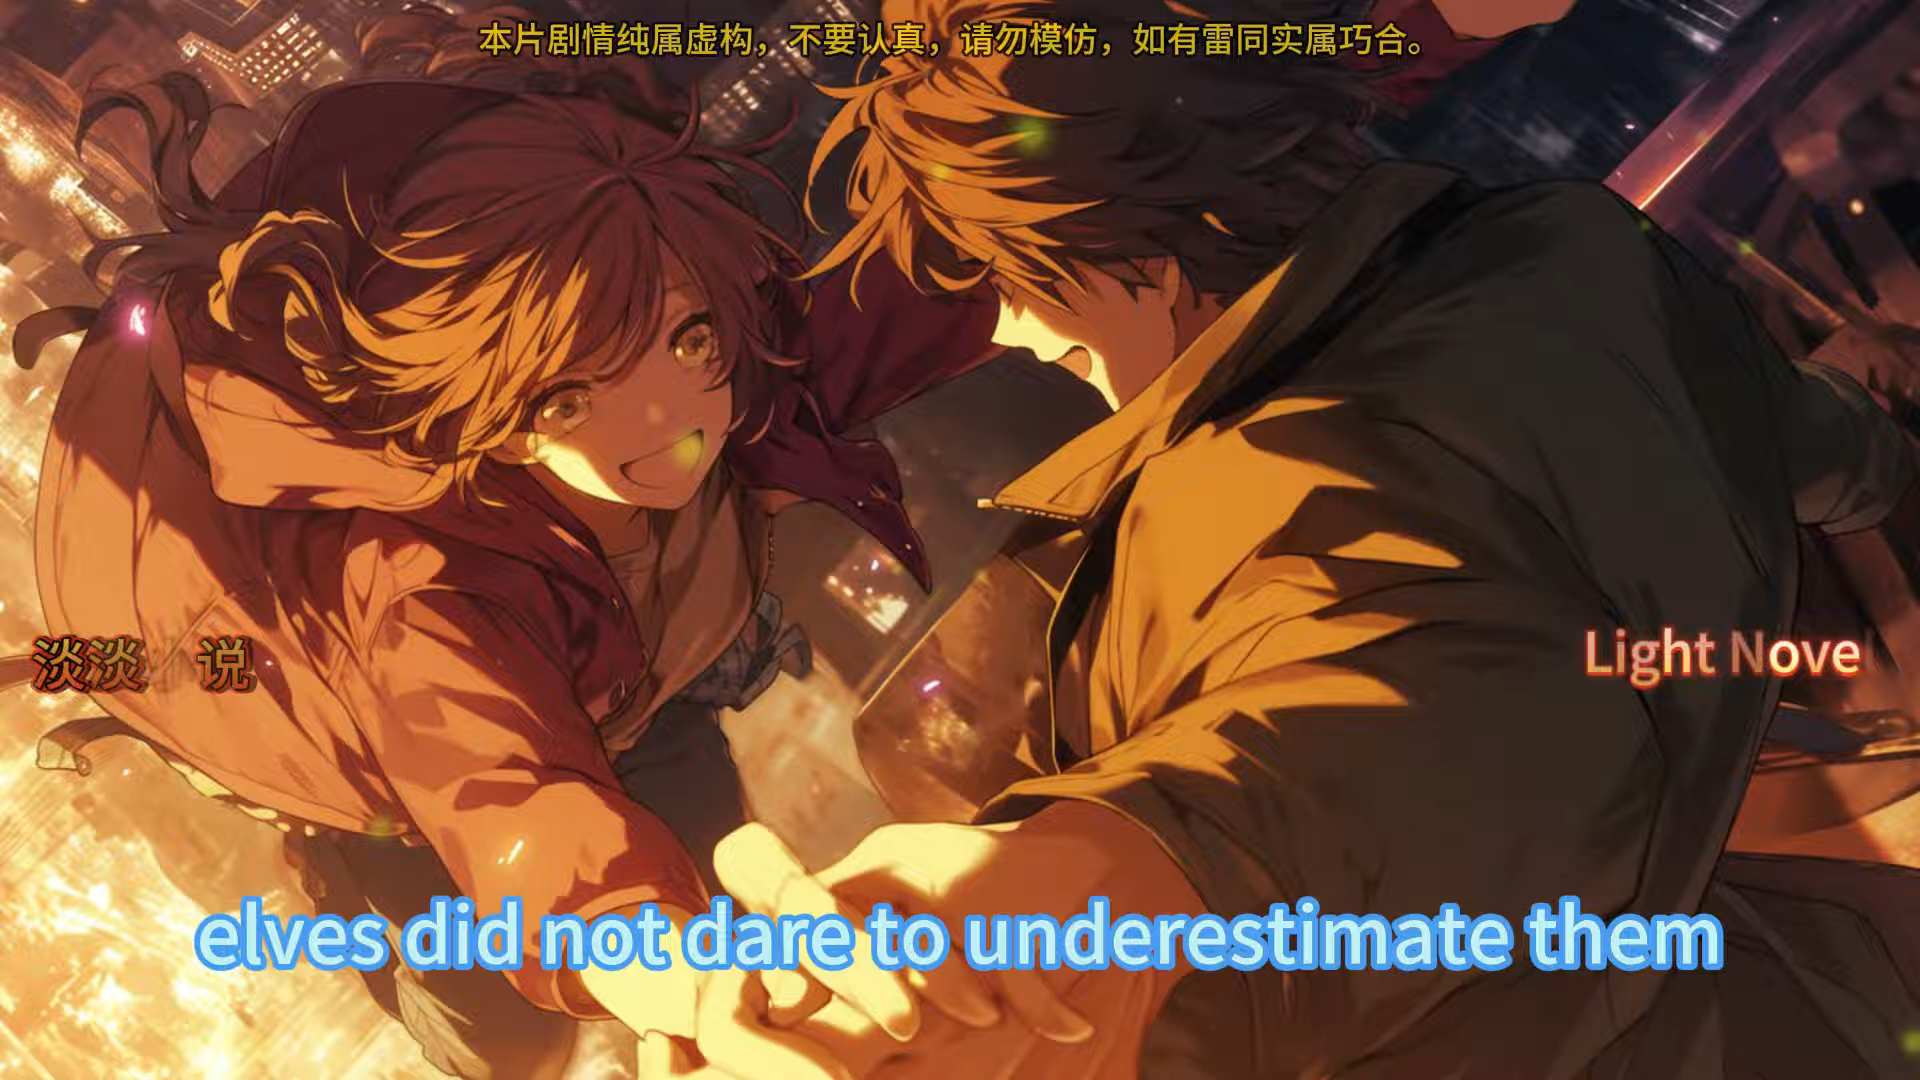 本片剧情纯属虚构，不要认真，请勿模仿，如有雷同实属巧合。
淡淡 说
Light Nove
elves did not dare to underestimate them